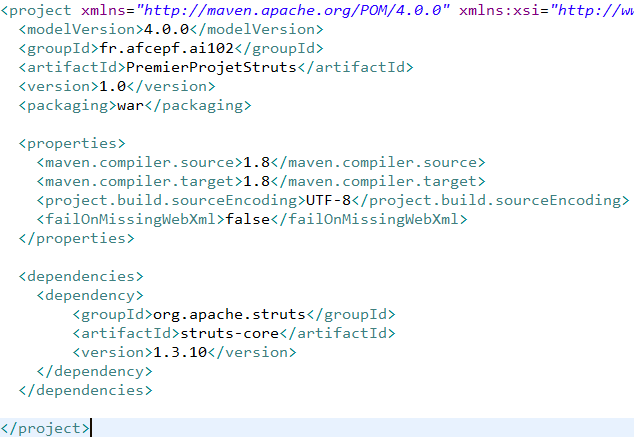 <project xmlns="http://maven.apache.org/POM/4.0.0" xmlns:xsi="http://w
<modelVersion>4.0.0</modelVersion>
<groupId>fr.afcepf.ai102</groupId>
<artifactId>PremierProjetStruts</artifactId>
<version>1.0</version>
<packaging>war</packaging>
<properties>
<maven.compiler.source>1.8</maven.compiler.source>
<maven.compiler.target>1.8</maven.compiler.target>
<project.build.sourceEncoding>UTF-8</project.build.sourceEncoding>
<failOnMissingWebXml>false</failOnMissingWebXml>
</properties>
<dependencies>
<dependency>
<groupId>org.apache.struts</groupId>
<artifactId>struts-core</artifactId>
<version>1.3.10</version>
</dependency>
</dependencies>
</project>